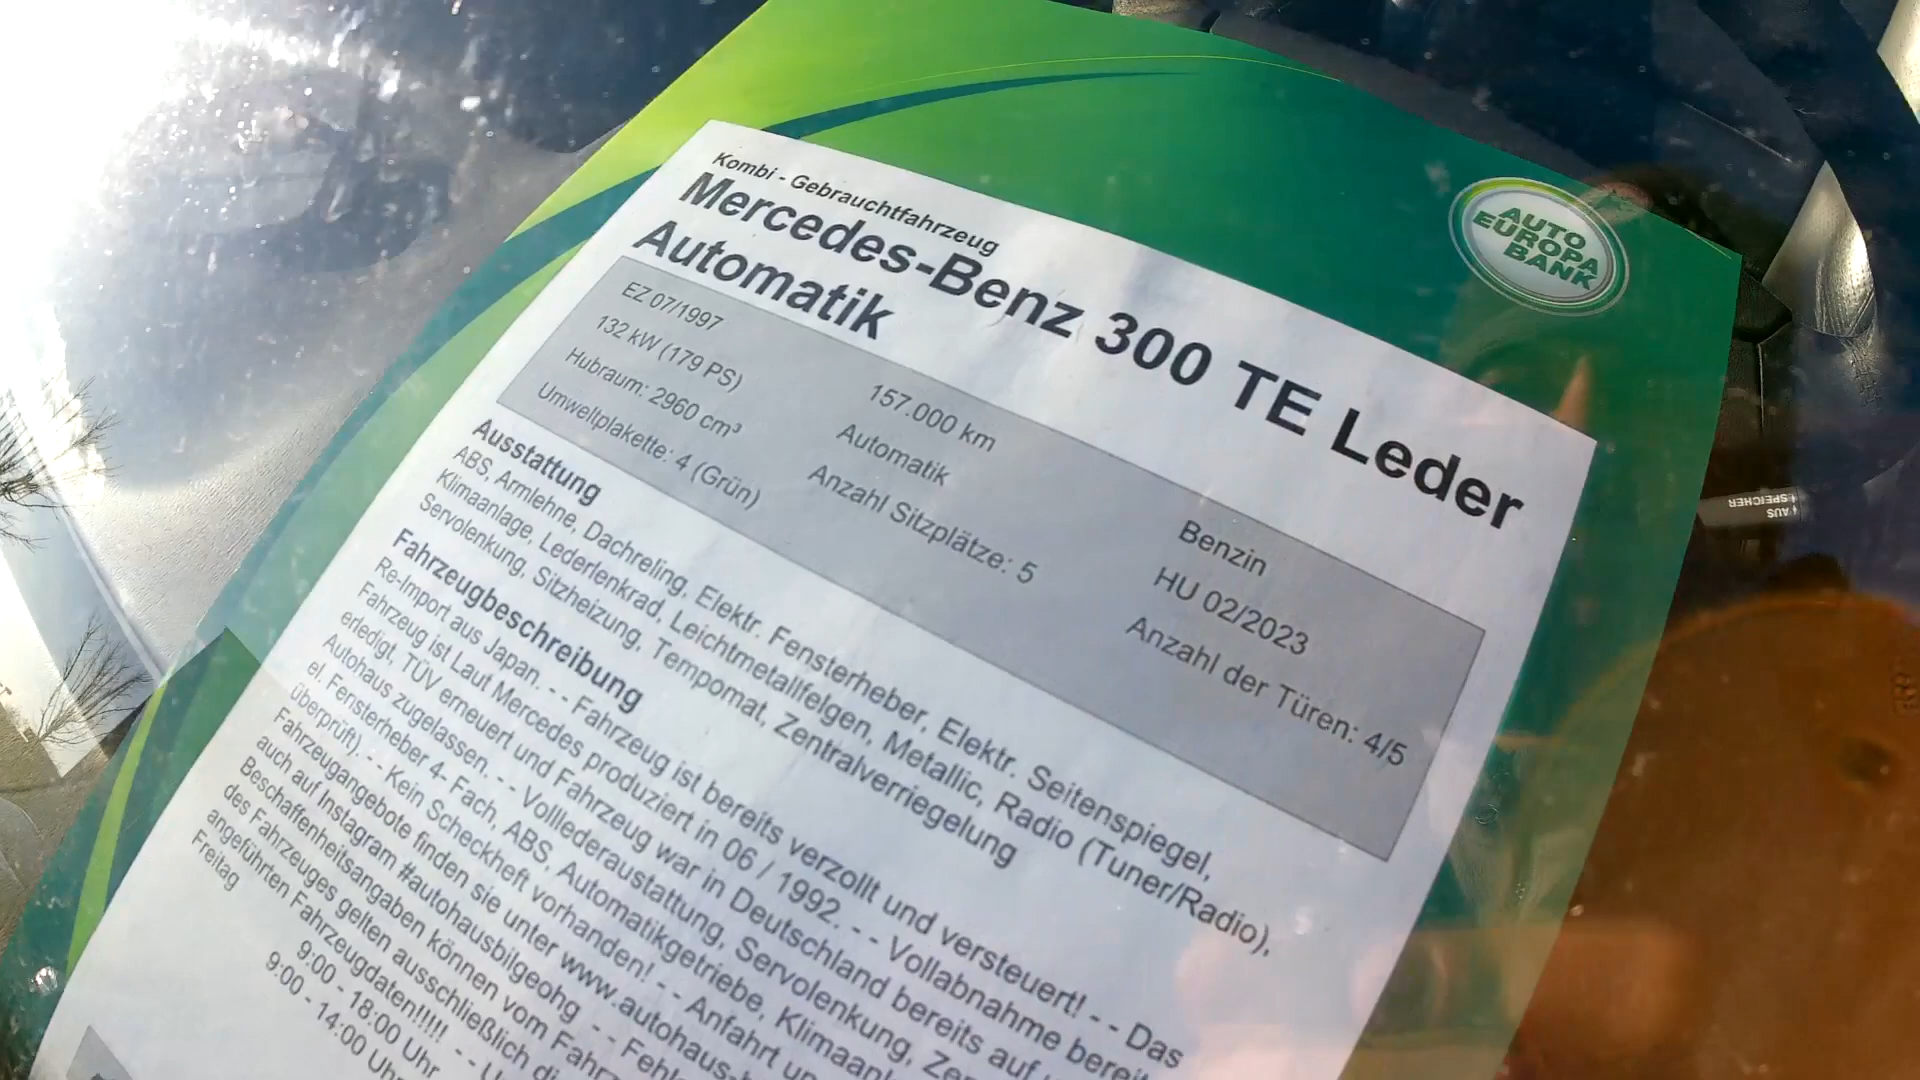 AUTO
EUROPA
BANK
Kombi - Gebrauchtfahrzeug
Mercedes-Benz 300 TE Leder
Automatik
EZ 07/1997 157.000 km Benzin
132 kW (179 PS) Automatik HU 02/2023
Hubraum: 2960 cm³ Anzahl Sitzplätze: 5 Anzahl der Türen: 4/5
Umweltplakette: 4 (Grün)
Ausstattung
ABS, Armlehne, Dachreling, Elektr. Fensterheber, Elektr. Seitenspiegel,
Klimaanlage, Lederlenkrad, Leichtmetallfelgen, Metallic, Radio (Tuner/Radio),
Servolenkung, Sitzheizung, Tempomat, Zentralverriegelung
Fahrzeugbeschreibung
Re-Import aus Japan. - - Fahrzeug ist bereits verzollt und versteuert! - - Das
Fahrzeug ist Laut Mercedes produziert in 06 / 1992. - - Vollabnahme bereits
erledigt, TÜV erneuert und Fahrzeug war in Deutschland bereits auf
Autohaus zugelassen. - - Volllederaustattung, Servolenkung,
el. Fensterheber 4- Fach, ABS, Automatikgetriebe,
überprüft). - - Kein Scheckheft vorhanden! - - Anfahrt
Fahrzeugangebote finden sie unter
auch auf Instagram #autohausbilgeohg - -
Beschaffenheitsangaben können vom
des Fahrzeuges gelten ausschließlich
angeführten Fahrzeugdaten!!!!! - -
Freitag 9:00 - 18:00 Uhr
9:00 - 14:00 Uhr
AUS
SPEICHER